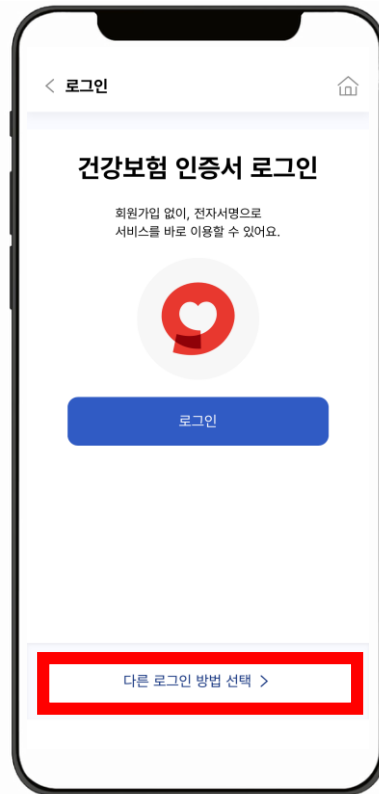 로그인
건강보험 인증서 로그인
회원가입 없이, 전자서명으로
서비스를 바로 이용할 수 있어요.
로그인
다른 로그인 방법 선택 >